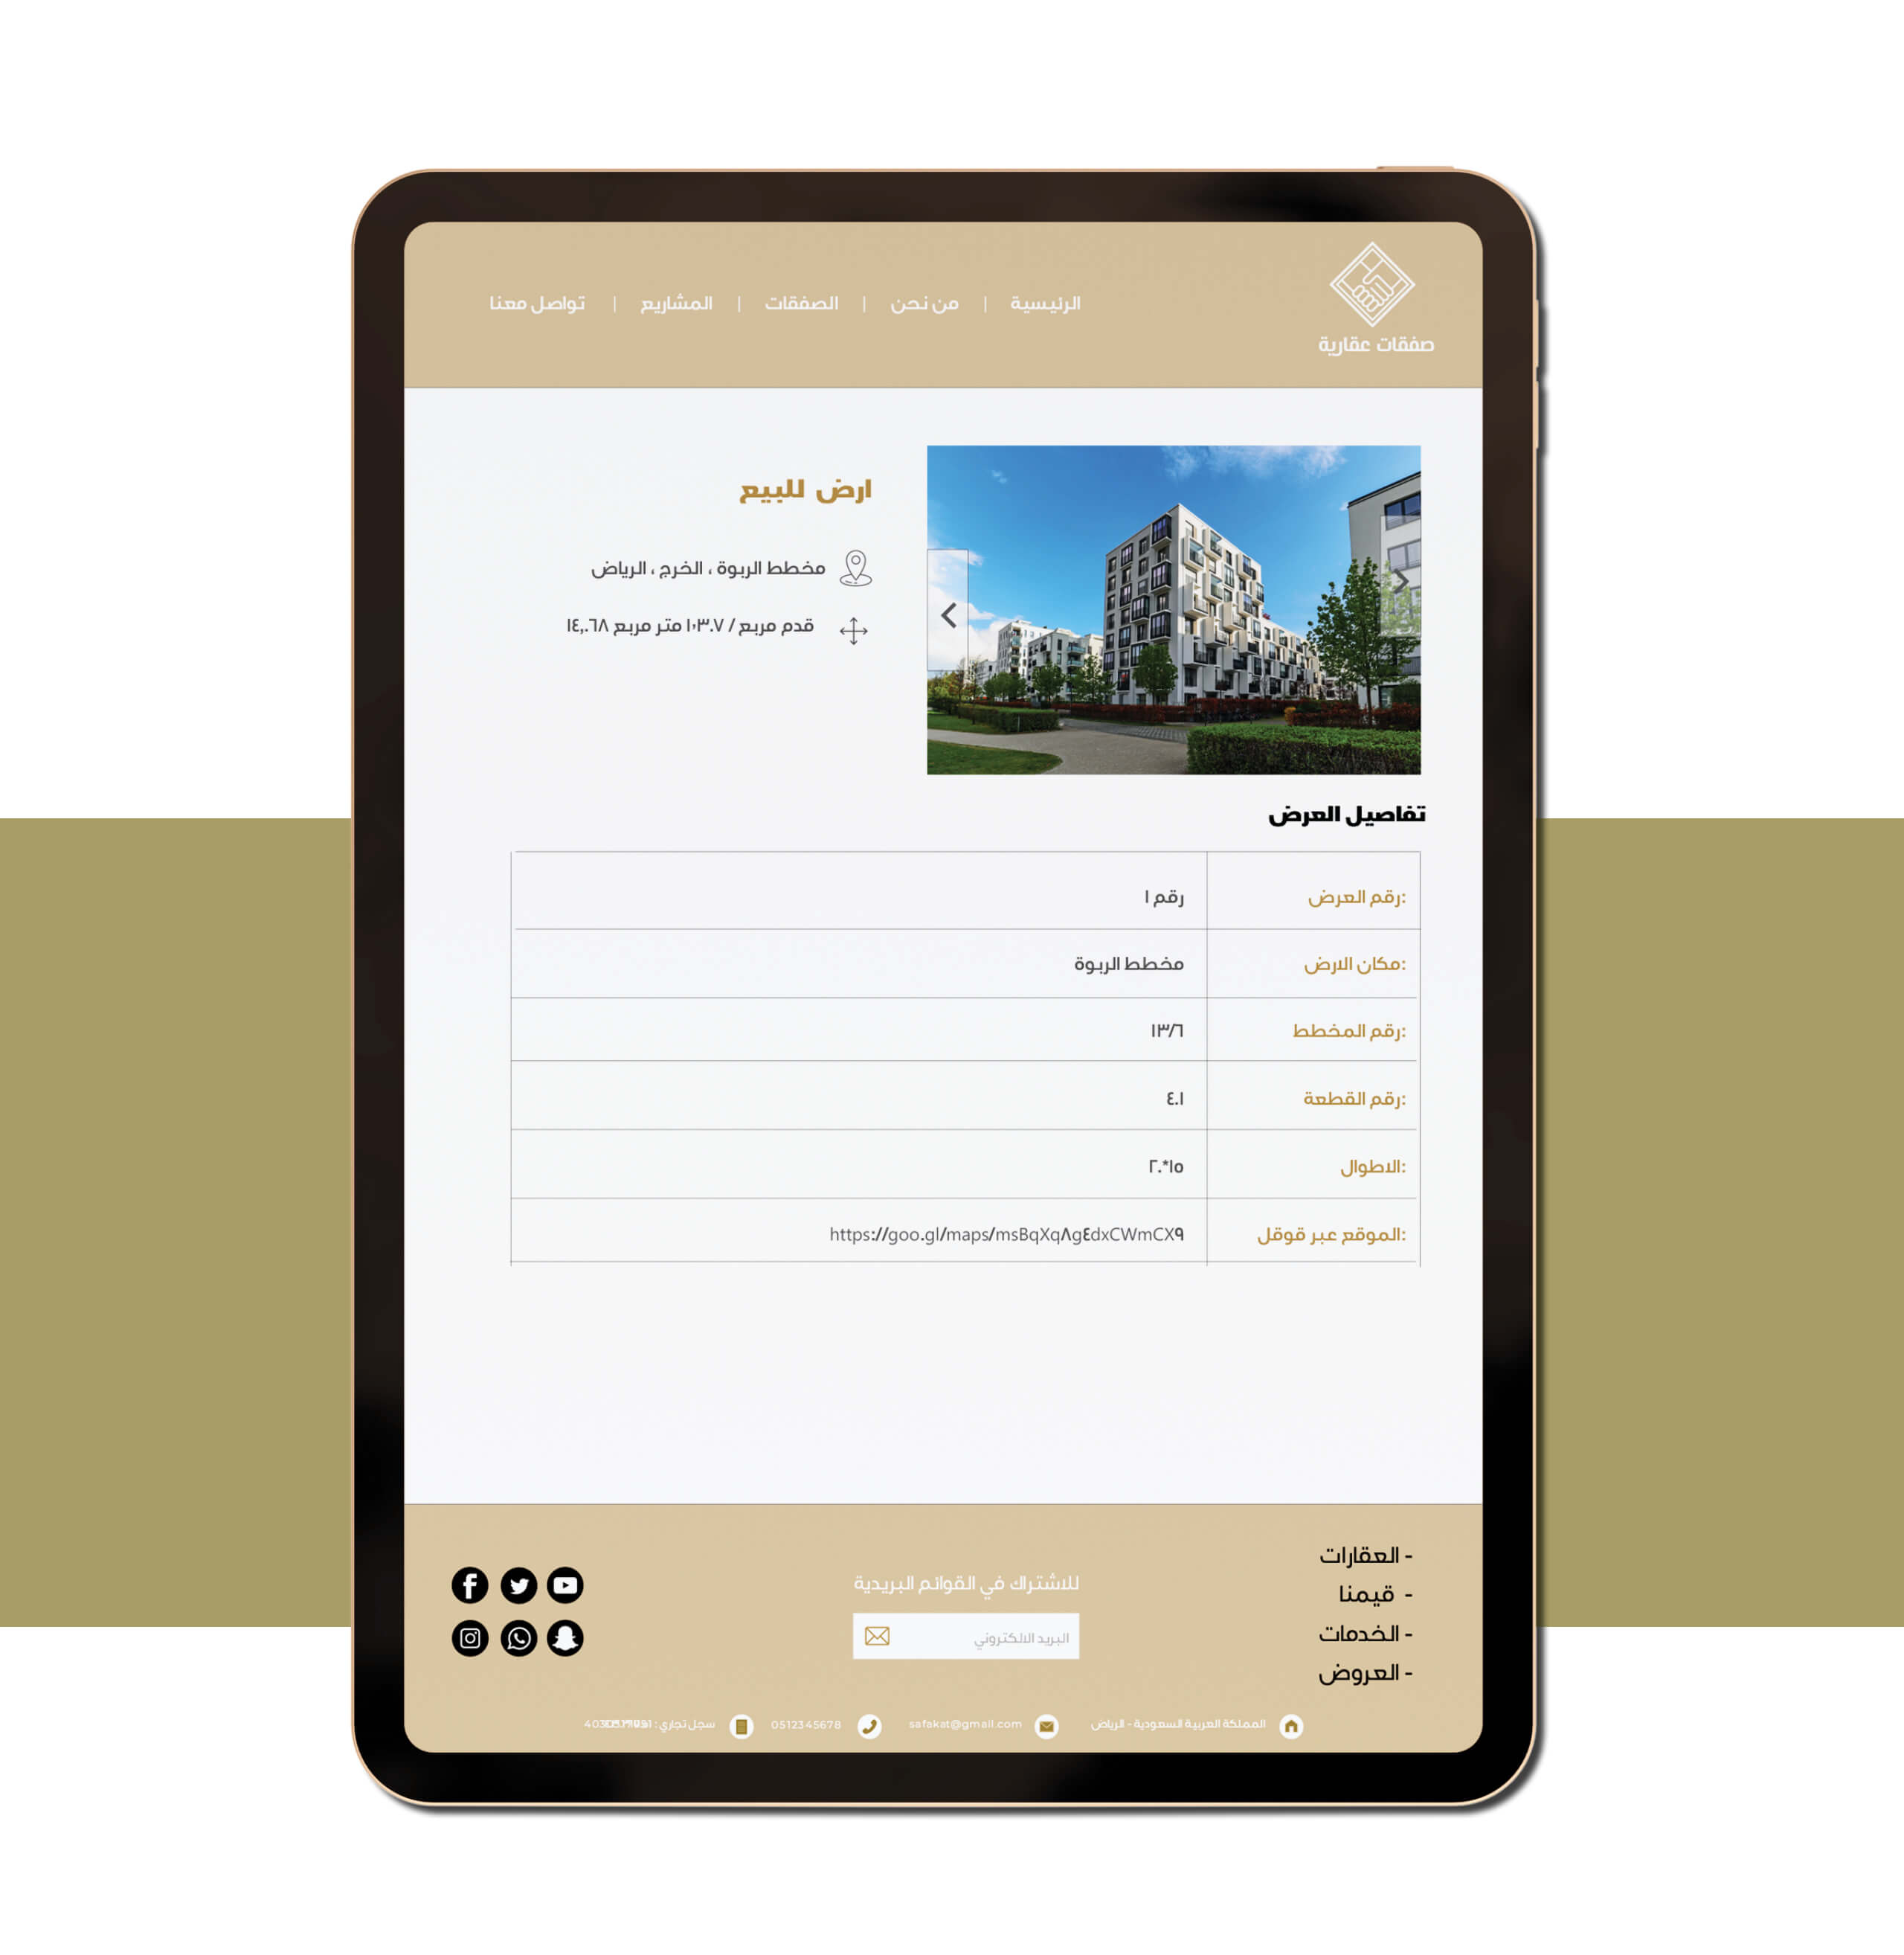 صفقات عقارية
الرئيسية | من نحن | الصفقات | المشاريع | تواصل معنا
ارض للبيع
مخطط الربوة ، الخرج ، الرياض
قدم مربع / ١٠٣.٧ متر مربع ١٤,.٦٨
تفاصيل العرض
:رقم العرض رقم ١
:مكان الارض مخطط الربوة
:رقم المخطط ١٣/٦
:رقم القطعة ٤.١
:الاطوال ١٥*٢.
:الموقع عبر قوقل https://goo.gl/maps/msBqXq٨g٤dxCWmCX٩
- العقارات
- قيمنا
- الخدمات
- العروض
للاشتراك في القوائم البريدية
البريد الالكتروني
المملكة العربية السعودية - الرياض
safakat@gmail.com
0512345678
سجل تجاري :